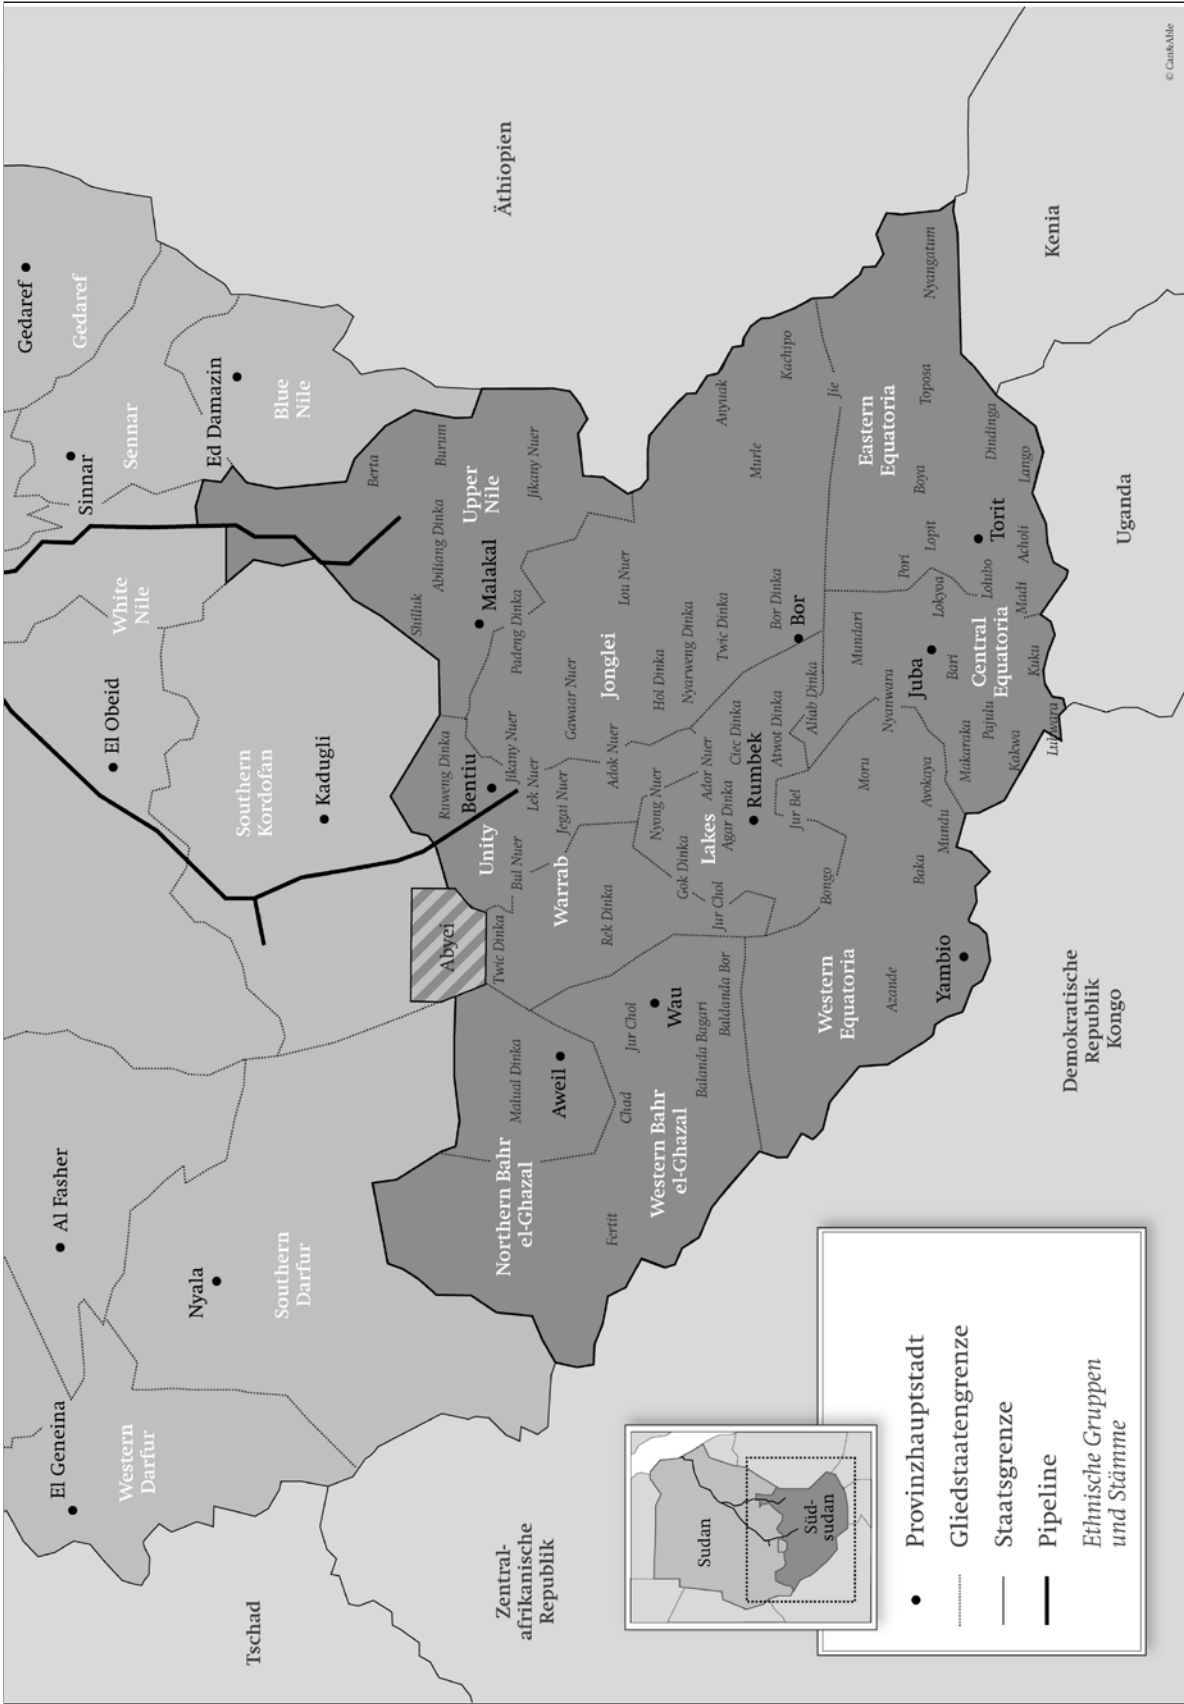 El Geneina
Western
Darfur
Al Fasher
Nyala
Southern
Darfur
El Obeid
Southern
Kordofan
Kadugli
White
Nile
Sinnar
Sennar
Gedaref
Gedaref
Ed Damazin
Blue
Nile
Tschad
Zentral-
afrikanische
Republik
Äthiopien
Kenia
Uganda
Demokratische
Republik
Kongo
Abyei
Northern Bahr
el-Ghazal
Malual Dinka
Aweil
Western Bahr
el-Ghazal
Fertit
Chad
Jur Chol
Wau
Balanda Bagari
Baldanda Bor
Twic Dinka
Warrab
Rek Dinka
Unity
Bul Nuer
Ruweng Dinka
Bentiu
Jikany Nuer
Lek Nuer
Jegai Nuer
Adok Nuer
Nyong Nuer
Upper
Nile
Berta
Burum
Abiliang Dinka
Shilluk
Malakal
Jikany Nuer
Padeng Dinka
Jonglei
Gawaar Nuer
Lou Nuer
Hol Dinka
Nyarweng Dinka
Twic Dinka
Bor Dinka
Bor
Anyuak
Murle
Kachipo
Jie
Lakes
Gok Dinka
Jur Chol
Agar Dinka
Ador Nuer
Ciec Dinka
Rumbek
Atwot Dinka
Aliab Dinka
Jur Bel
Western
Equatoria
Bongo
Azande
Yambio
Baka
Mundu
Avokaya
Moru
Central
Equatoria
Mundari
Nyanwara
Juba
Bari
Makaraka
Pajulu
Kakwa
Kuku
Lulwara
Lokyoa
Lolubo
Madi
Eastern
Equatoria
Pori
Lopit
Boya
Toposa
Nyangatum
Dindinga
Lango
Torit
Acholi
Sudan
Süd-
sudan
Provinzhauptstadt
Gliedstaatengrenze
Staatsgrenze
Pipeline
Ethnische Gruppen
und Stämme
© Can&Able